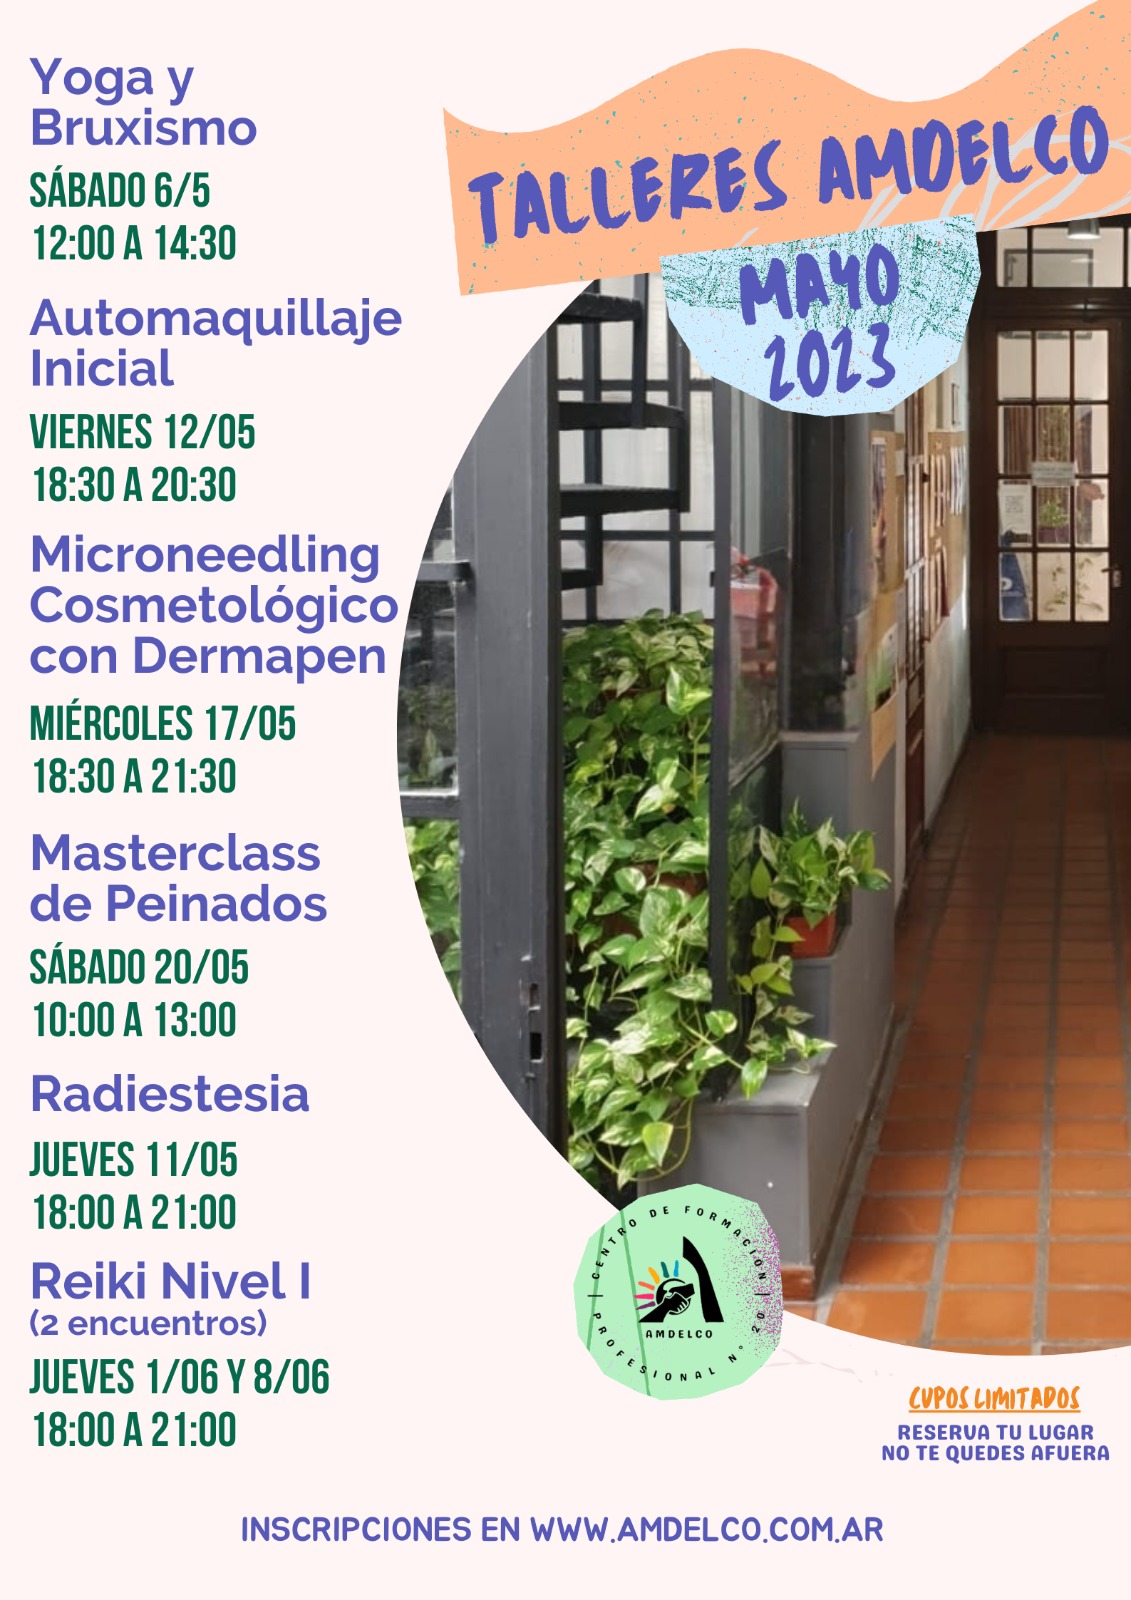 Yoga y
Bruxismo
SÁBADO 6/5
12:00 A 14:30
Automaquillaje
Inicial
VIERNES 12/05
18:30 A 20:30
Microneedling
Cosmetológico
con Dermapen
MIÉRCOLES 17/05
18:30 A 21:30
Masterclass
de Peinados
SÁBADO 20/05
10:00 A 13:00
Radiestesia
JUEVES 11/05
18:00 A 21:00
Reiki Nivel I
(2 encuentros)
JUEVES 1/06 Y 8/06
18:00 A 21:00
TALLERES AMDELCO
MAYO
2023
| CENTRO DE FORMACION |
AMDELCO
PROFESIONAL N° 20
CUPOS LIMITADOS
RESERVA TU LUGAR
NO TE QUEDES AFUERA
INSCRIPCIONES EN WWW.AMDELCO.COM.AR